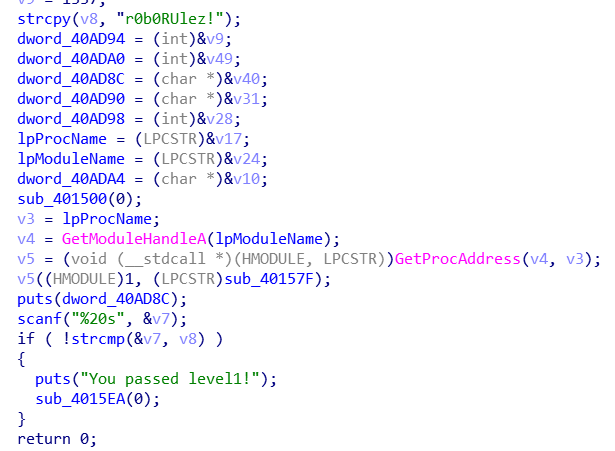 v9 = 1337;
strcpy(v8, "r0b0RUlez!");
dword_40AD94 = (int)&v9;
dword_40ADA0 = (int)&v49;
dword_40AD8C = (char *)&v40;
dword_40AD90 = (char *)&v31;
dword_40AD98 = (int)&v28;
lpProcName = (LPCSTR)&v17;
lpModuleName = (LPCSTR)&v24;
dword_40ADA4 = (char *)&v10;
sub_401500(0);
v3 = lpProcName;
v4 = GetModuleHandleA(lpModuleName);
v5 = (void (__stdcall *)(HMODULE, LPCSTR))GetProcAddress(v4, v3);
v5((HMODULE)1, (LPCSTR)sub_40157F);
puts(dword_40AD8C);
scanf("%20s", &v7);
if ( !strcmp(&v7, v8) )
{
puts("You passed level1!");
sub_4015EA(0);
}
return 0;